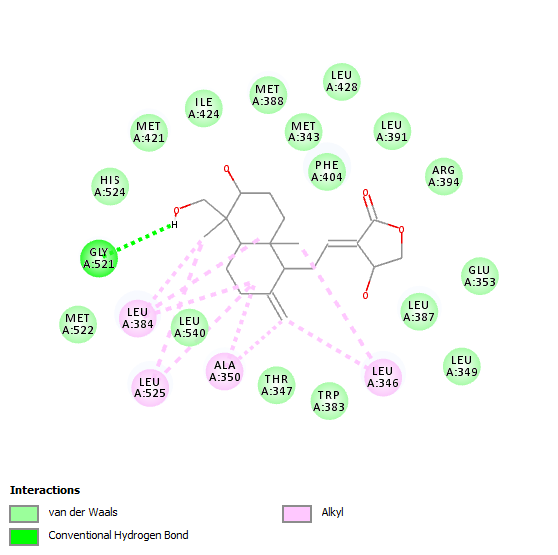 LEU
A:428
MET
A:388
ILE
A:424
MET
A:421
MET
A:343
LEU
A:391
PHE
A:404
ARG
A:394
HIS
A:524
O
O
O
H
O
GLY
A:521
GLU
A:353
O
LEU
A:387
MET
A:522
LEU
A:384
LEU
A:540
LEU
A:349
ALA
A:350
LEU
A:346
LEU
A:525
THR
A:347
TRP
A:383
Interactions
van der Waals
Alkyl
Conventional Hydrogen Bond